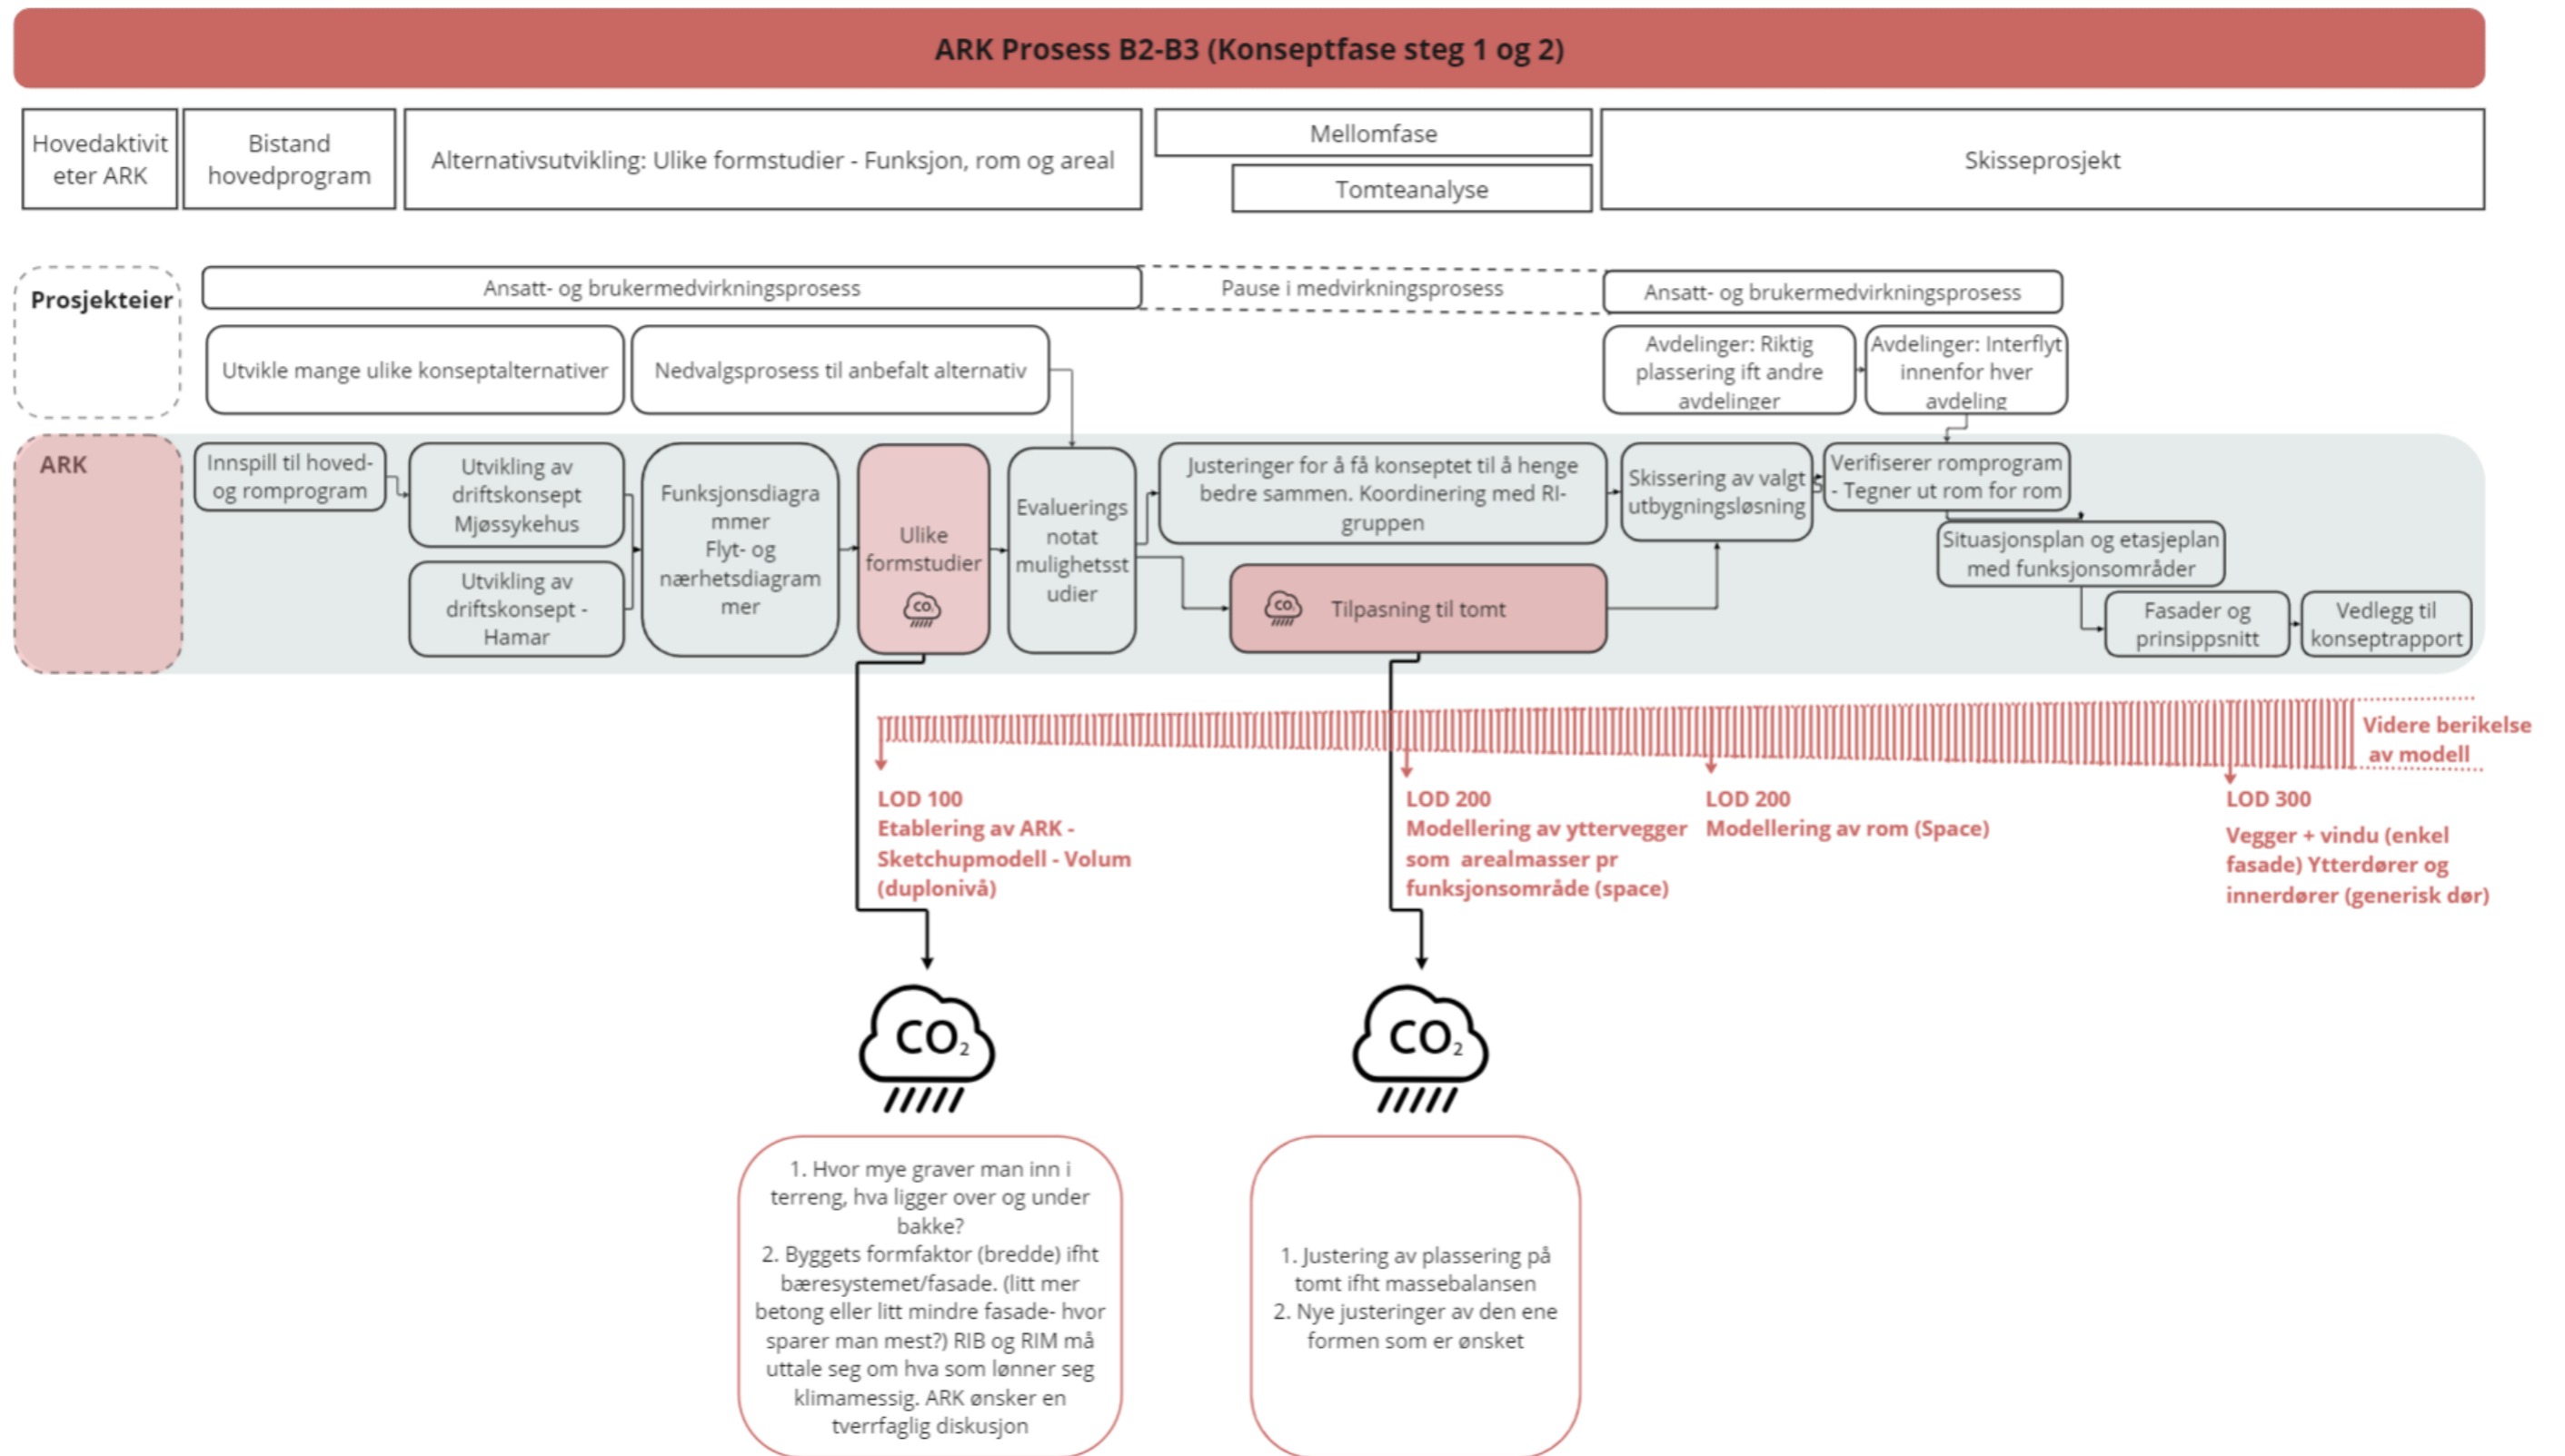 ARK Prosess B2-B3 (Konseptfase steg 1 og 2)
Hovedaktivit
eter ARK
Bistand
hovedprogram
Alternativsutvikling: Ulike formstudier - Funksjon, rom og areal
Mellomfase
Tomteanalyse
Skisseprosjekt
Prosjekteier
Ansatt- og brukermedvirkningsprosess
Pause i medvirkningsprosess
Ansatt- og brukermedvirkningsprosess
Utvikle mange ulike konseptalternativer
Nedvalgsprosess til anbefalt alternativ
Avdelinger: Riktig
plassering ift andre
avdelinger
Avdelinger: Interflyt
innenfor hver
avdeling
ARK
Innspill til hoved-
og romprogram
Utvikling av
driftskonsept
Mjøssykehus
Utvikling av
driftskonsept -
Hamar
Funksjonsdiagra
mmer
Flyt- og
nærhetsdiagram
mer
Ulike
formstudier
CO₂
Evaluerings
notat
mulighetsst
udier
Justeringer for å få konseptet til å henge
bedre sammen. Koordinering med RI-
gruppen
CO₂
Tilpasning til tomt
Skissering av valgt
utbygningsløsning
Verifiserer romprogram
- Tegner ut rom for rom
Situasjonsplan og etasjeplan
med funksjonsområder
Fasader og
prinsippsnitt
Vedlegg til
konseptrapport
Videre berikelse
av modell
LOD 100
Etablering av ARK -
Sketchupmodell - Volum
(duplonivå)
LOD 200
Modellering av yttervegger
som arealmasser pr
funksjonsområde (space)
LOD 200
Modellering av rom (Space)
LOD 300
Vegger + vindu (enkel
fasade) Ytterdører og
innerdører (generisk dør)
CO₂
CO₂
1. Hvor mye graver man inn i
terreng, hva ligger over og under
bakke?
2. Byggets formfaktor (bredde) ifht
bæresystemet/fasade. (litt mer
betong eller litt mindre fasade- hvor
sparer man mest?) RIB og RIM må
uttale seg om hva som lønner seg
klimamessig. ARK ønsker en
tverrfaglig diskusjon
1. Justering av plassering på
tomt ifht massebalansen
2. Nye justeringer av den ene
formen som er ønsket